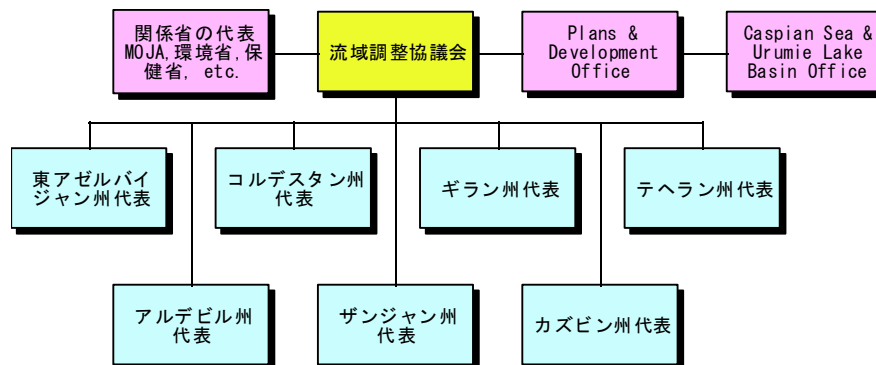 関係省の代表
MOJA,環境省,保
健省, etc.
流域調整協議会
Plans &
Development
Office
Caspian Sea &
Urumie Lake
Basin Office
東アゼルバイ
ジャン州代表
コルデスタン州
代表
ギラン州代表
テヘラン州代表
アルデビル州
代表
ザンジャン州
代表
カズビン州代表